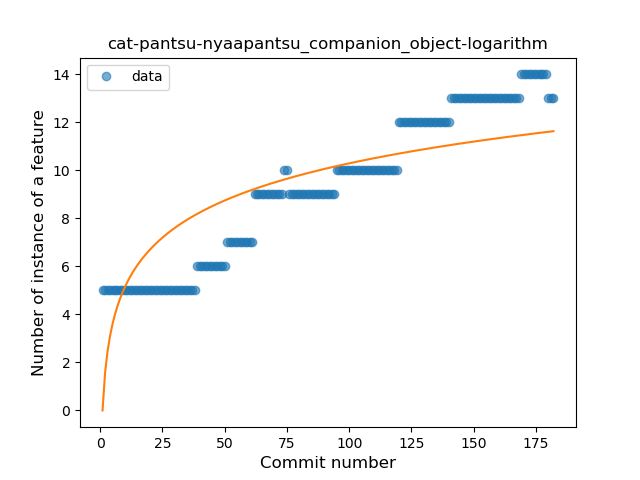 cat-pantsu-nyaapantsu_companion_object-logarithm
data
Number of instance of a feature
14
12
10
8
6
4
2
0
0 25 50 75 100 125 150 175
Commit number